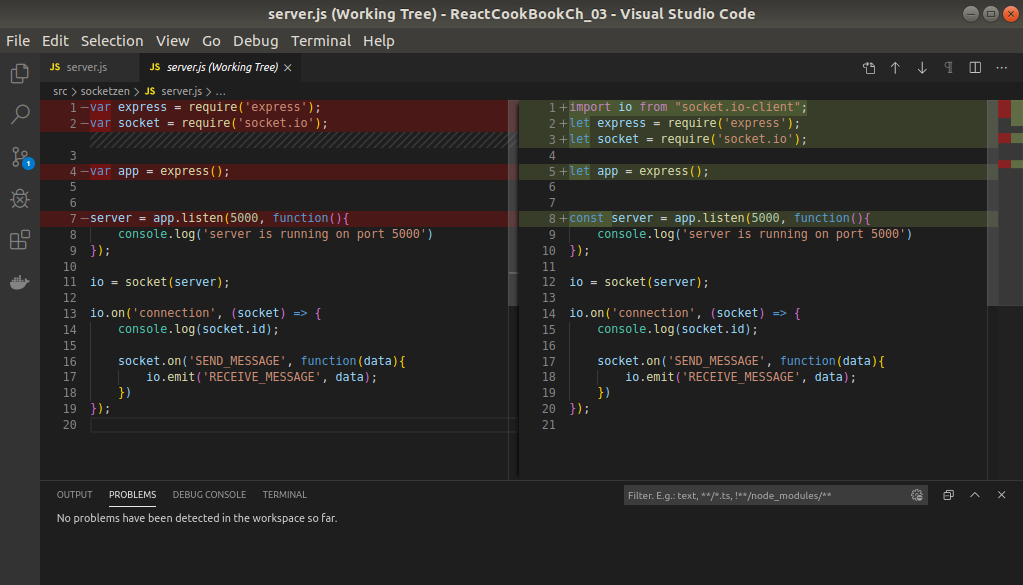 server.js (Working Tree) - ReactCookBookCh_03 - Visual Studio Code
File Edit Selection View Go Debug Terminal Help
JS server.js JS server.js (Working Tree) ×
src > socketzen > JS server.js > ...
1 − var express = require('express');
2 − var socket = require('socket.io');
3
4 − var app = express();
5
6
7 − server = app.listen(5000, function(){
8 console.log('server is running on port 5000')
9 });
10
11 io = socket(server);
12
13 io.on('connection', (socket) => {
14 console.log(socket.id);
15
16 socket.on('SEND_MESSAGE', function(data){
17 io.emit('RECEIVE_MESSAGE', data);
18 })
19 });
20
1 + import io from "socket.io-client";
2 + let express = require('express');
3 + let socket = require('socket.io');
4
5 + let app = express();
6
7
8 + const server = app.listen(5000, function(){
9 console.log('server is running on port 5000')
10 });
11
12 io = socket(server);
13
14 io.on('connection', (socket) => {
15 console.log(socket.id);
16
17 socket.on('SEND_MESSAGE', function(data){
18 io.emit('RECEIVE_MESSAGE', data);
19 })
20 });
21
1
OUTPUT PROBLEMS DEBUG CONSOLE TERMINAL
Filter. E.g.: text, **/*.ts, !**/node_modules/**
No problems have been detected in the workspace so far.